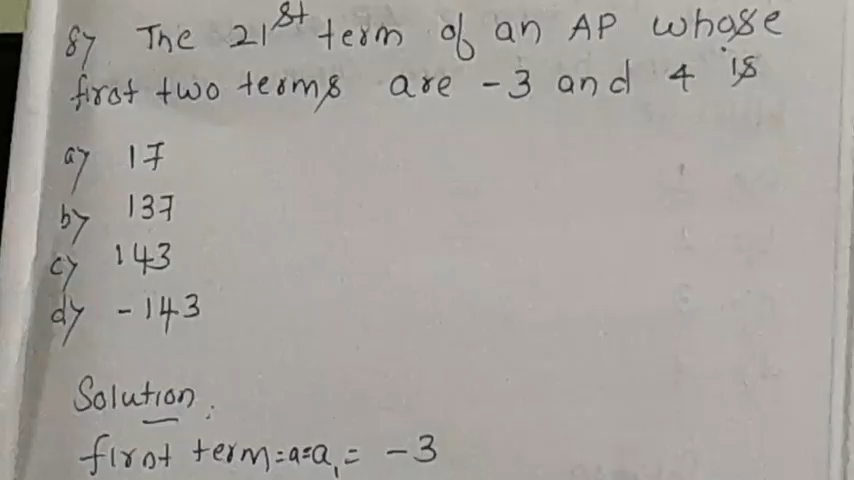 8) The 21st term of an AP whose
first two terms are -3 and 4 is
a) 17
b) 137
c) 143
d) -143
Solution.
first term=a=a₁= -3